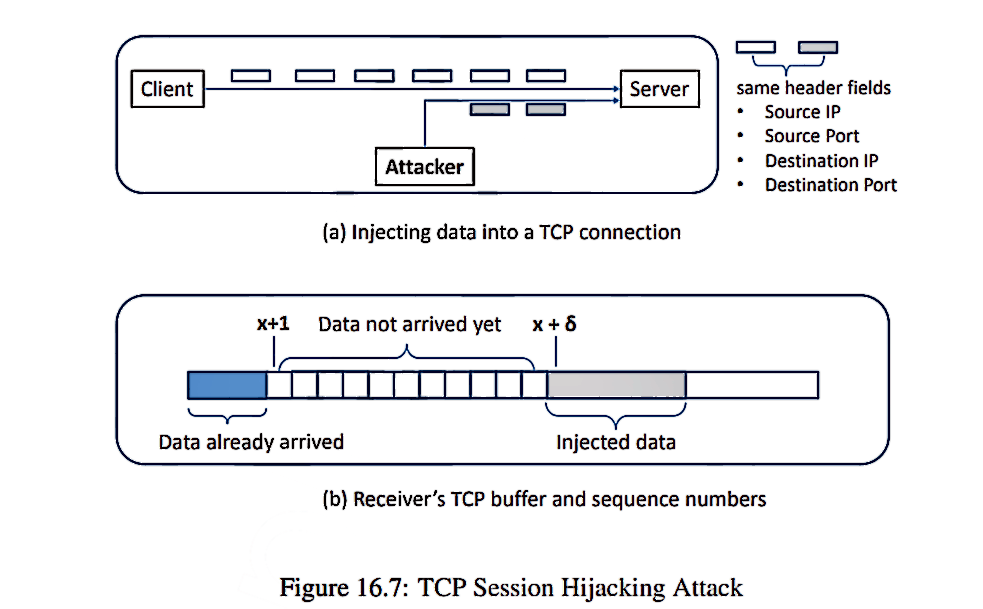 Client
Server
Attacker
same header fields
• Source IP
• Source Port
• Destination IP
• Destination Port
(a) Injecting data into a TCP connection
x+1
Data not arrived yet
x + δ
Data already arrived
Injected data
(b) Receiver’s TCP buffer and sequence numbers
Figure 16.7: TCP Session Hijacking Attack